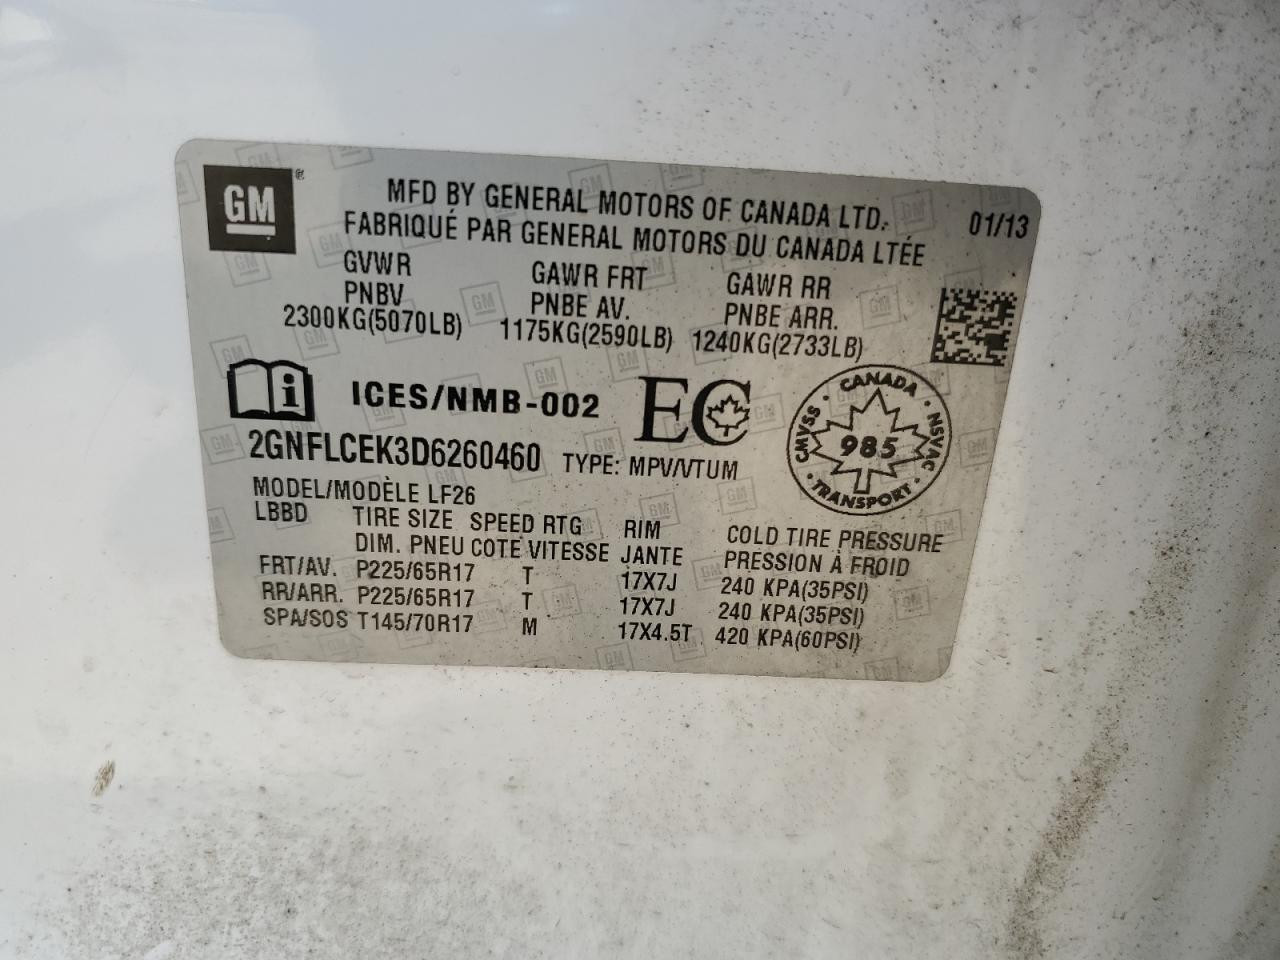 GM®
MFD BY GENERAL MOTORS OF CANADA LTD. 01/13
FABRIQUÉ PAR GENERAL MOTORS DU CANADA LTÉE
GVWR GAWR FRT GAWR RR
PNBV PNBE AV. PNBE ARR.
2300KG(5070LB) 1175KG(2590LB) 1240KG(2733LB)
i ICES/NMB-002 EC
CANADA
CMVSS 985 NSVAC
TRANSPORT
2GNFLCEK3D6260460 TYPE: MPV/VTUM
MODEL/MODÈLE LF26
LBBD TIRE SIZE SPEED RTG RIM COLD TIRE PRESSURE
DIM. PNEU COTE VITESSE JANTE PRESSION À FROID
FRT/AV. P225/65R17 T 17X7J 240 KPA(35PSI)
RR/ARR. P225/65R17 T 17X7J 240 KPA(35PSI)
SPA/SOS T145/70R17 M 17X4.5T 420 KPA(60PSI)